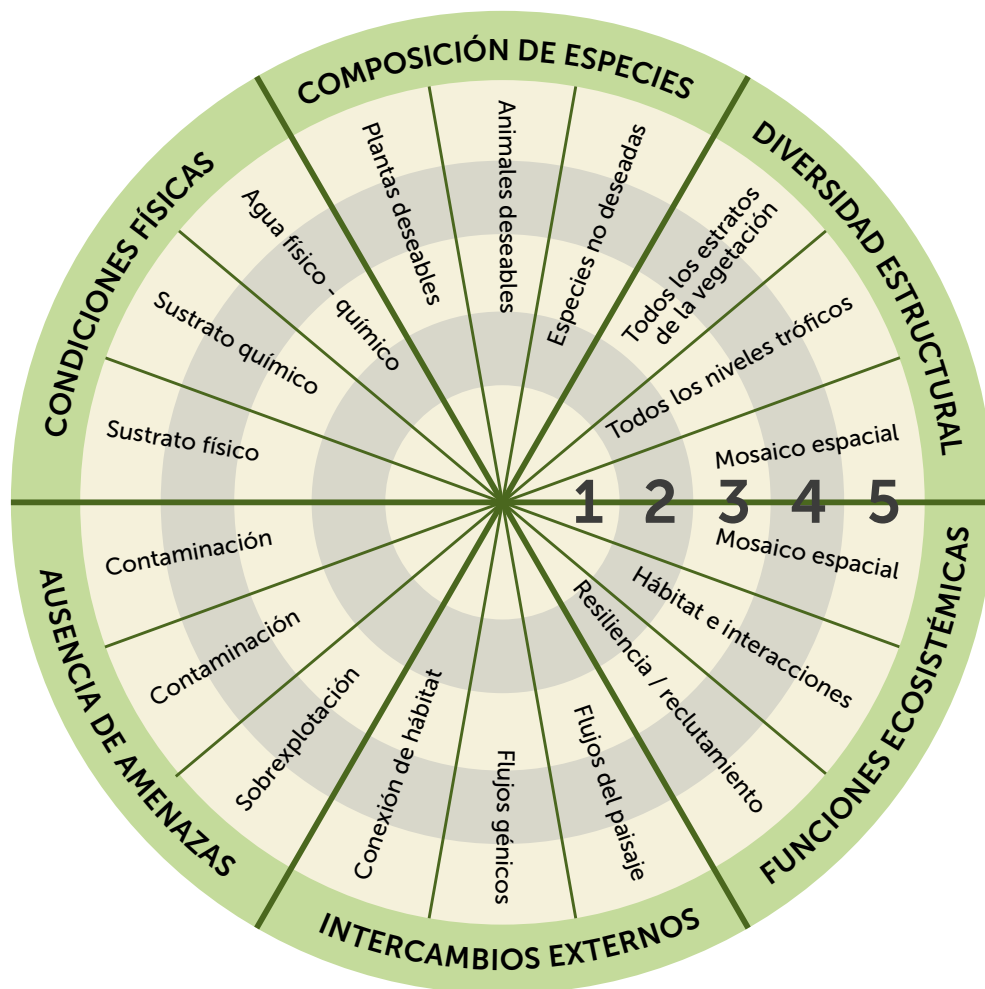 COMPOSICIÓN DE ESPECIES
Plantas deseables
Animales deseables
Especies no deseadas
DIVERSIDAD ESTRUCTURAL
Todos los estratos
de la vegetación
Todos los niveles tróficos
Mosaico espacial
1 2 3 4 5
FUNCIONES ECOSISTÉMICAS
Mosaico espacial
Hábitat e interacciones
Resiliencia / reclutamiento
INTERCAMBIOS EXTERNOS
Flujos del paisaje
Flujos génicos
Conexión de hábitat
AUSENCIA DE AMENAZAS
Sobrexplotación
Contaminación
Contaminación
CONDICIONES FÍSICAS
Sustrato físico
Sustrato químico
Agua físico - químico